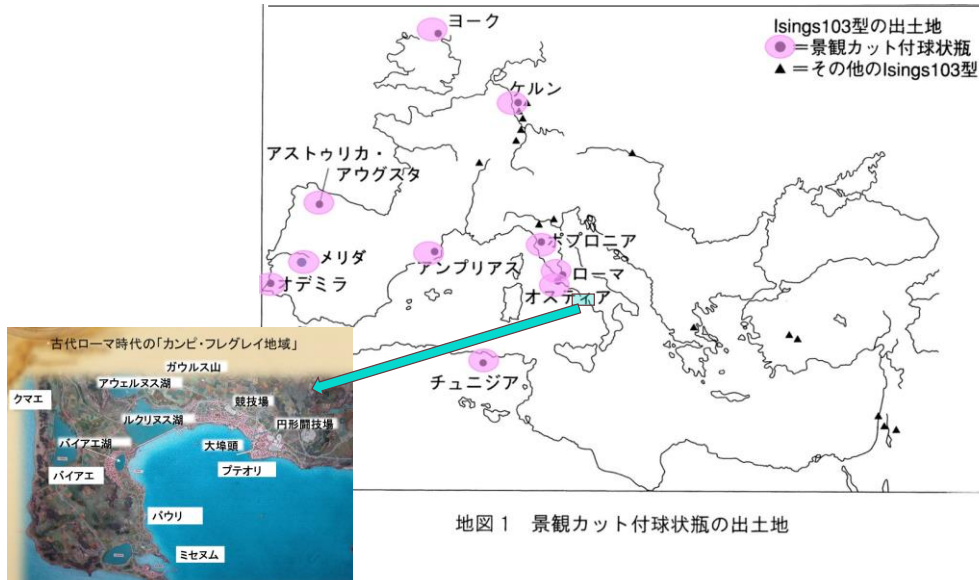 Isings103型の出土地
=景観カット付球状瓶
▲=その他のIsings103型
ヨーク
ケルン
アストゥリカ・
アウグスタ
メリダ
オデミラ
アンプリアス
ポプロニア
ローマ
オスティア
チュニジア
古代ローマ時代の「カンピ・フレグレイ地域」
ガウルス山
アウェルヌス湖
クマエ
競技場
ルクリヌス湖
円形闘技場
バイアエ湖
大埠頭
バイアエ
プテオリ
バウリ
ミセヌム
地図1 景観カット付球状瓶の出土地